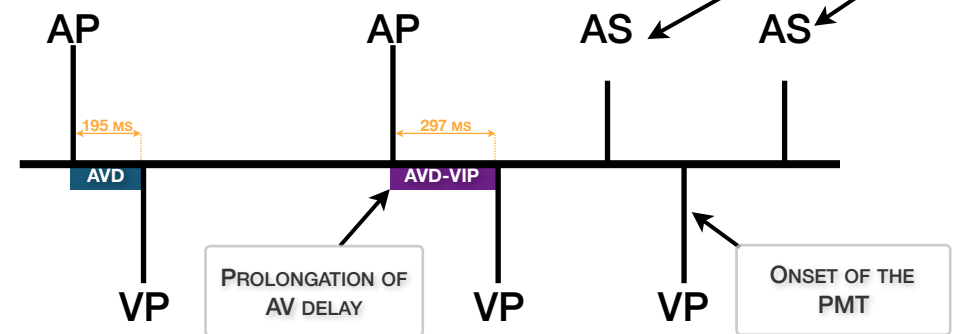 AP AP AS AS
195 MS 297 MS
AVD AVD-VIP
PROLONGATION OF
AV DELAY
ONSET OF THE
PMT
VP VP VP